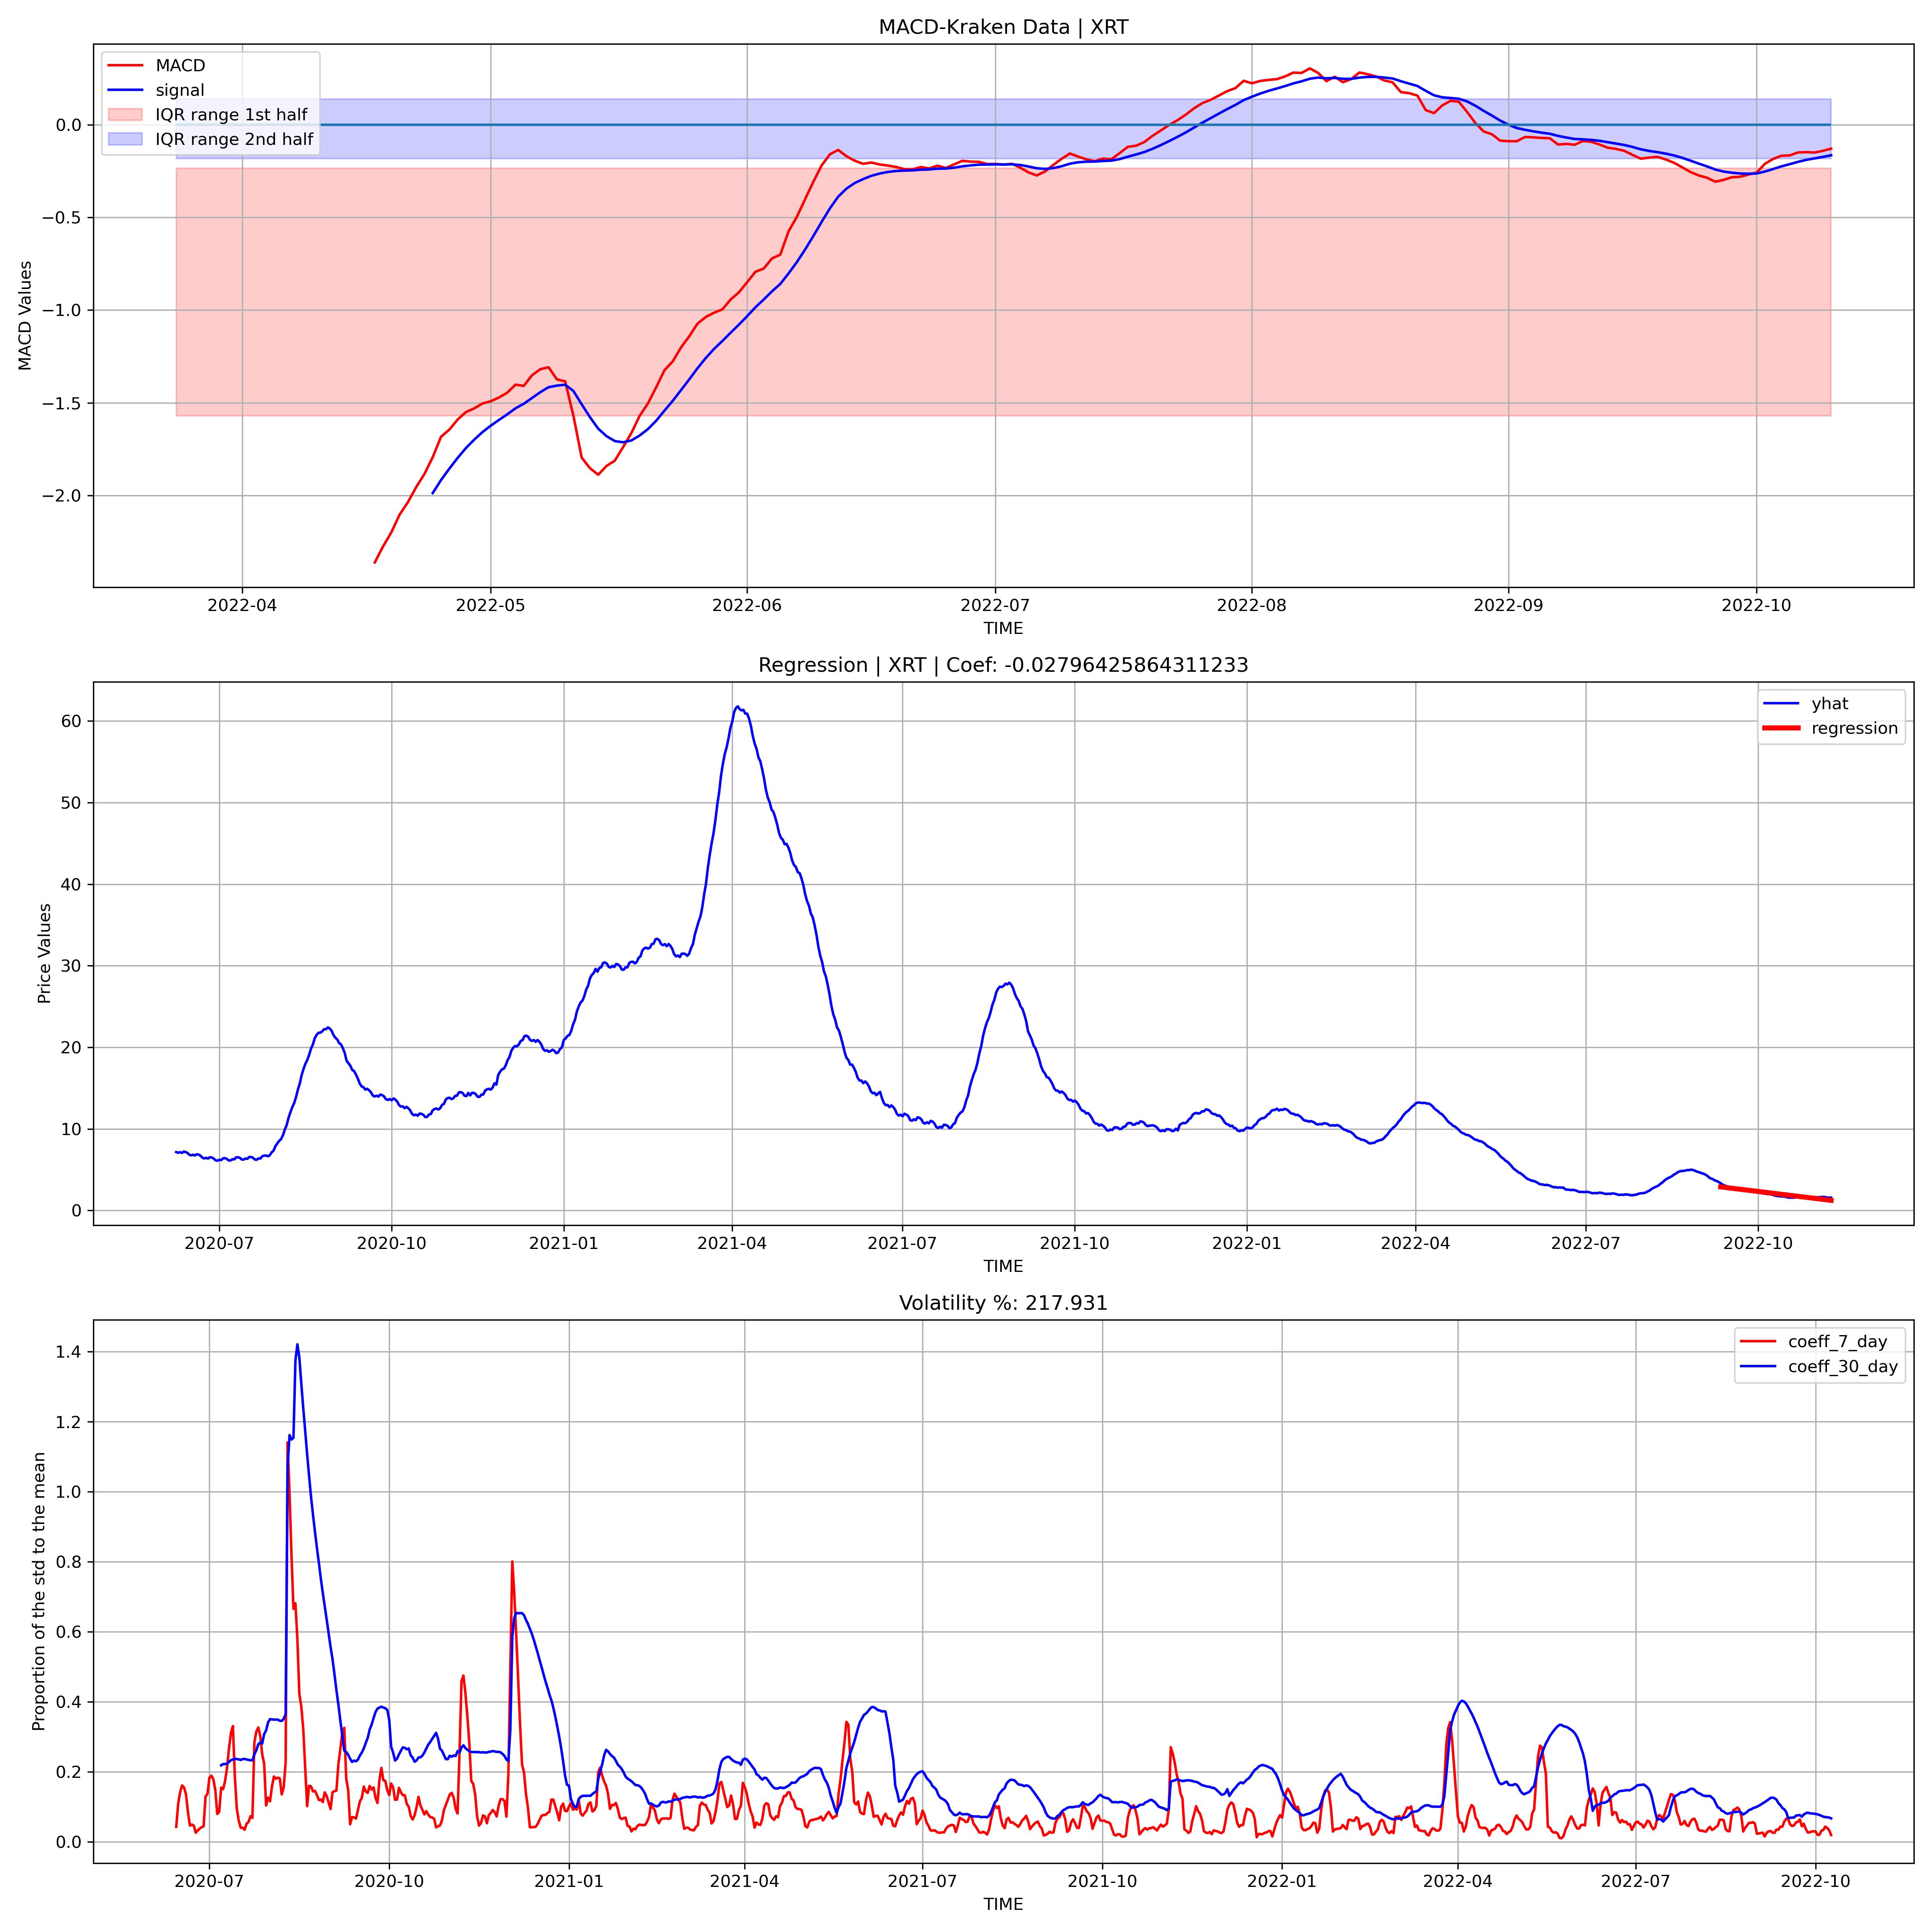 MACD-Kraken Data | XRT
MACD
signal
IQR range 1st half
IQR range 2nd half
MACD Values
0.0
−0.5
−1.0
−1.5
−2.0
2022-04 2022-05 2022-06 2022-07 2022-08 2022-09 2022-10
TIME
Regression | XRT | Coef: -0.02796425864311233
yhat
regression
Price Values
60
50
40
30
20
10
0
2020-07 2020-10 2021-01 2021-04 2021-07 2021-10 2022-01 2022-04 2022-07 2022-10
TIME
Volatility %: 217.931
coeff_7_day
coeff_30_day
Proportion of the std to the mean
1.4
1.2
1.0
0.8
0.6
0.4
0.2
0.0
2020-07 2020-10 2021-01 2021-04 2021-07 2021-10 2022-01 2022-04 2022-07 2022-10
TIME